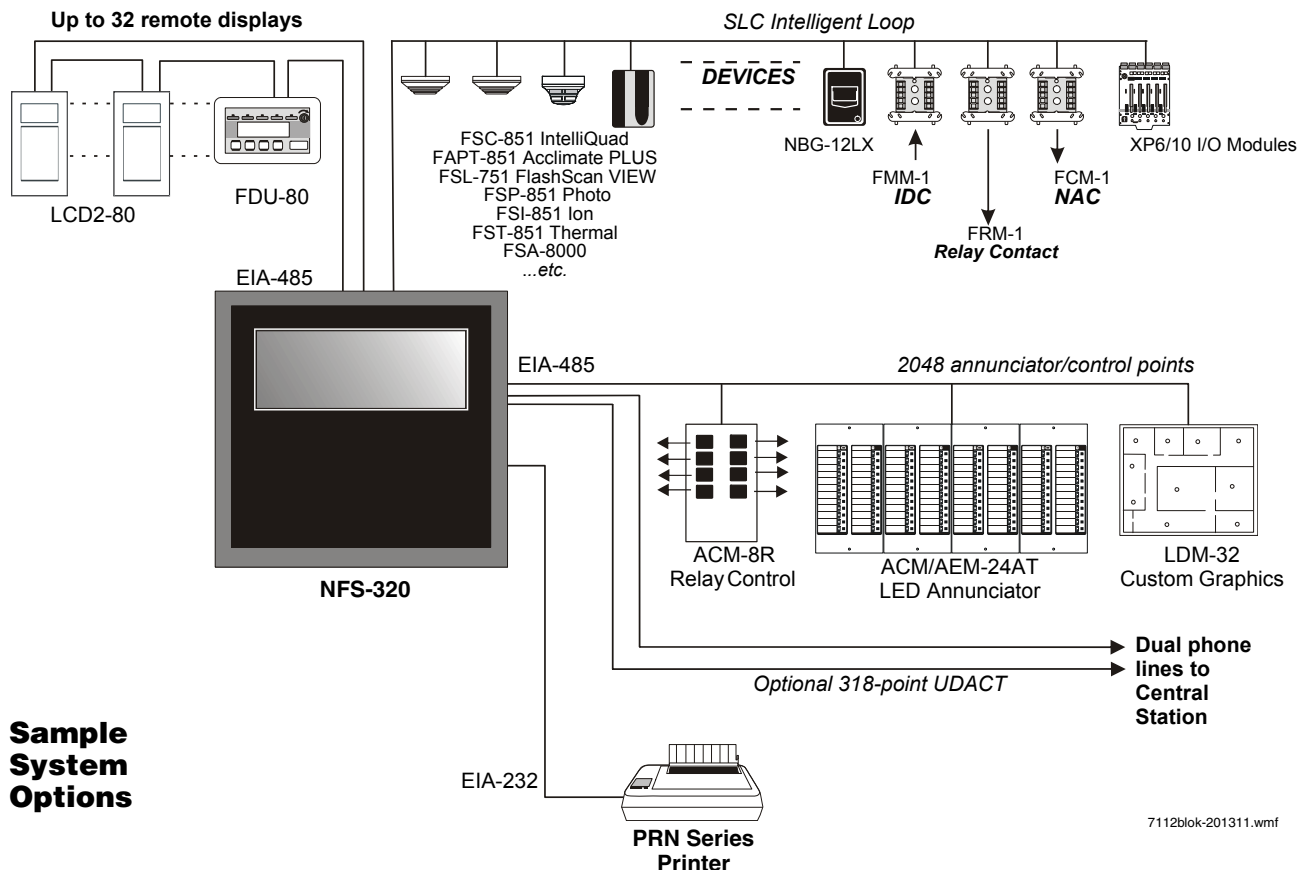 Up to 32 remote displays
SLC Intelligent Loop
DEVICES
LCD2-80
FDU-80
FSC-851 IntelliQuad
FAPT-851 Acclimate PLUS
FSL-751 FlashScan VIEW
FSP-851 Photo
FSI-851 Ion
FST-851 Thermal
FSA-8000
...etc.
NBG-12LX
FMM-1
IDC
FRM-1
Relay Contact
FCM-1
NAC
XP6/10 I/O Modules
EIA-485
EIA-485
2048 annunciator/control points
NFS-320
ACM-8R
Relay Control
ACM/AEM-24AT
LED Annunciator
LDM-32
Custom Graphics
Optional 318-point UDACT
Dual phone
lines to
Central
Station
Sample
System
Options
EIA-232
PRN Series
Printer
7112blok-201311.wmf